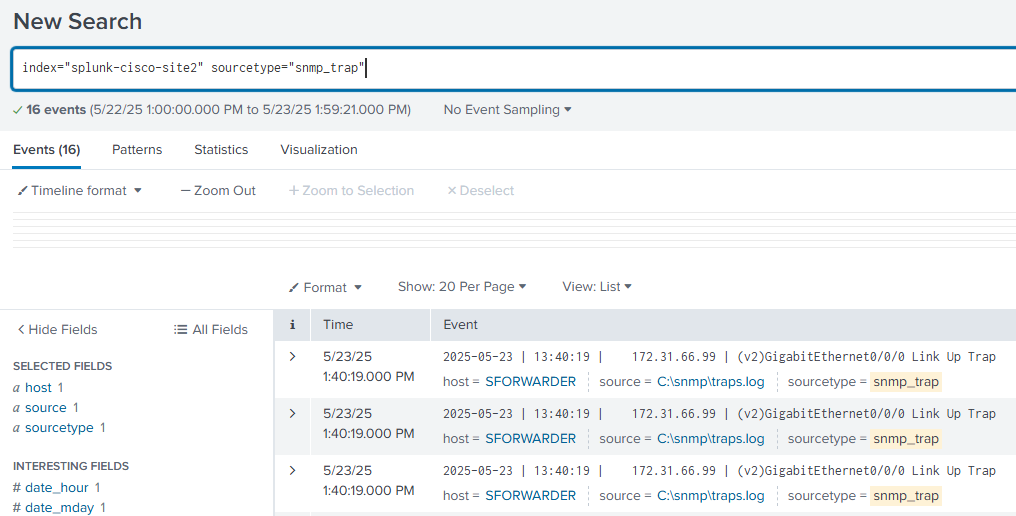 New Search
index="splunk-cisco-site2" sourcetype="snmp_trap"
✓ 16 events (5/22/25 1:00:00.000 PM to 5/23/25 1:59:21.000 PM) No Event Sampling ▼
Events (16) Patterns Statistics Visualization
Timeline format ▼ — Zoom Out + Zoom to Selection × Deselect
Format ▼ Show: 20 Per Page ▼ View: List ▼
< Hide Fields All Fields
i Time Event
SELECTED FIELDS
a host 1
a source 1
a sourcetype 1
INTERESTING FIELDS
# date_hour 1
# date_mday 1
> 5/23/25 2025-05-23 | 13:40:19 | 172.31.66.99 | (v2)GigabitEthernet0/0/0 Link Up Trap
1:40:19.000 PM host = SFORWARDER source = C:\snmp\traps.log sourcetype = snmp_trap
> 5/23/25 2025-05-23 | 13:40:19 | 172.31.66.99 | (v2)GigabitEthernet0/0/0 Link Up Trap
1:40:19.000 PM host = SFORWARDER source = C:\snmp\traps.log sourcetype = snmp_trap
> 5/23/25 2025-05-23 | 13:40:19 | 172.31.66.99 | (v2)GigabitEthernet0/0/0 Link Up Trap
1:40:19.000 PM host = SFORWARDER source = C:\snmp\traps.log sourcetype = snmp_trap